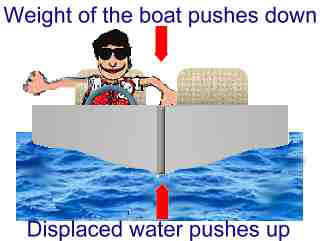 Weight of the boat pushes down
Displaced water pushes up